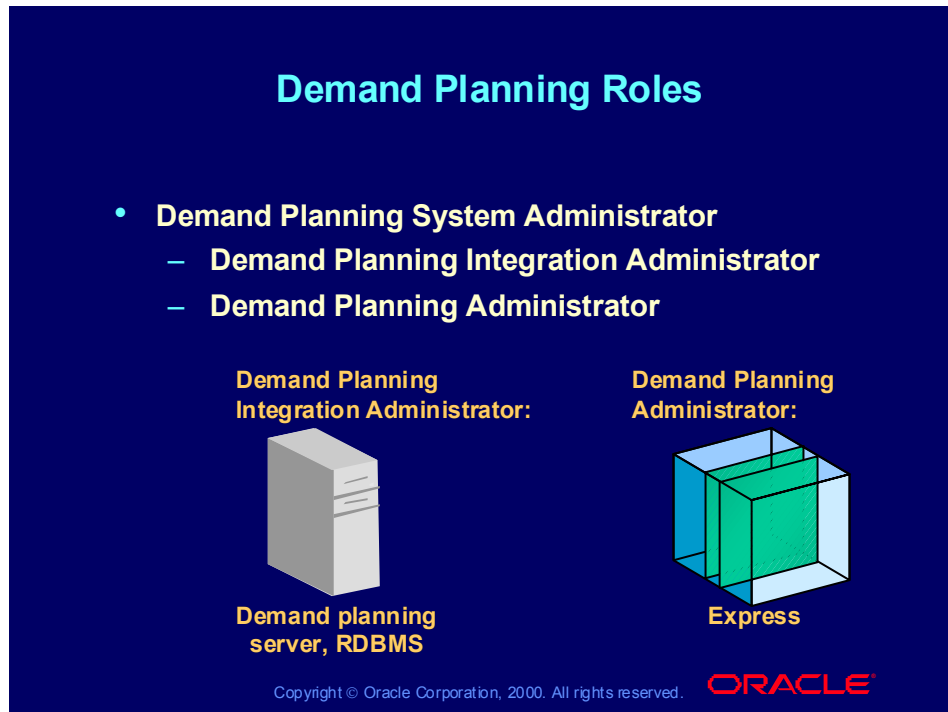 Demand Planning Roles
• Demand Planning System Administrator
– Demand Planning Integration Administrator
– Demand Planning Administrator
Demand Planning
Integration Administrator:
Demand planning
server, RDBMS
Demand Planning
Administrator:
Express
Copyright © Oracle Corporation, 2000. All rights reserved.
ORACLE®